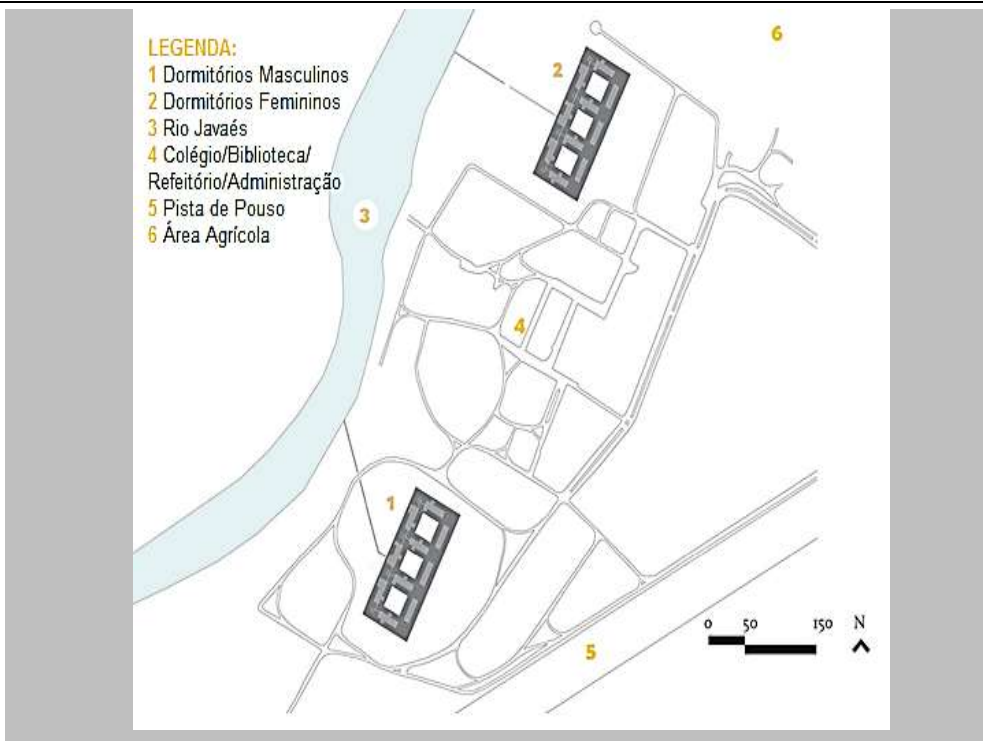 LEGENDA:
1 Dormitórios Masculinos
2 Dormitórios Femininos
3 Rio Javaés
4 Colégio/Biblioteca/
Refeitório/Administração
5 Pista de Pouso
6 Área Agrícola
6
2
3
4
1
5
0 50 150 N